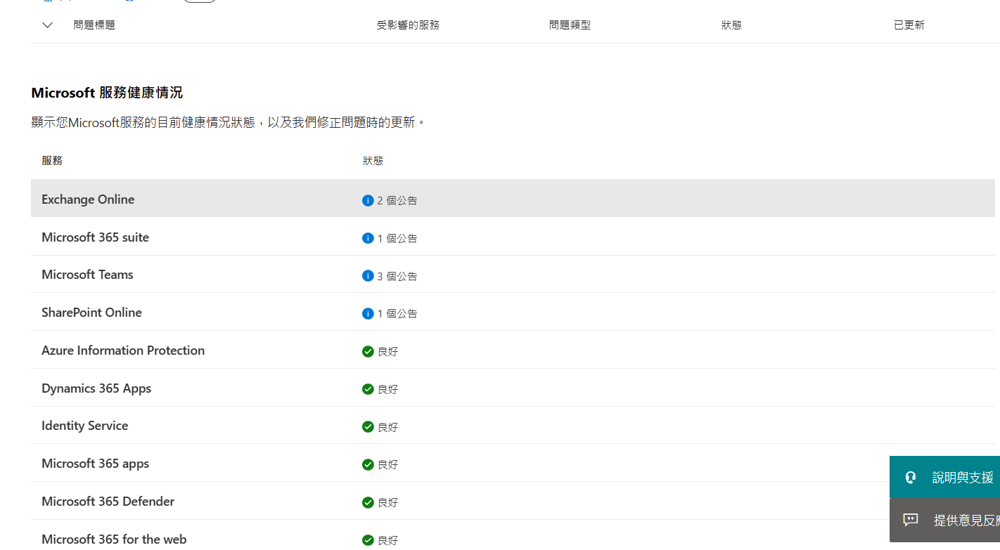 問題標題 受影響的服務 問題類型 狀態 已更新
Microsoft 服務健康情況
顯示您Microsoft服務的目前健康情況狀態，以及我們修正問題時的更新。
服務 狀態
Exchange Online 2 個公告
Microsoft 365 suite 1 個公告
Microsoft Teams 3 個公告
SharePoint Online 1 個公告
Azure Information Protection 良好
Dynamics 365 Apps 良好
Identity Service 良好
Microsoft 365 apps 良好
說明與支援
Microsoft 365 Defender 良好
提供意見反應
Microsoft 365 for the web 良好